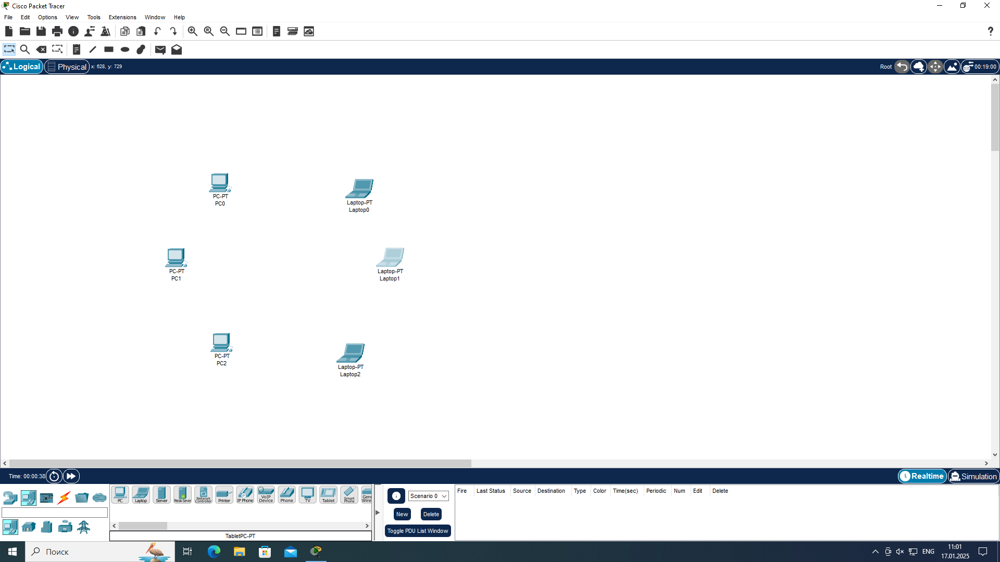 Cisco Packet Tracer
File Edit Options View Tools Extensions Window Help
Logical Physical x: 628, y: 729 Root 00:19:00
PC-PT
PC0
Laptop-PT
Laptop0
PC-PT
PC1
Laptop-PT
Laptop1
PC-PT
PC2
Laptop-PT
Laptop2
Time: 00:00:38 Realtime Simulation
PC Laptop Server Meraki Server Network Controller Printer IP Phone VoIP Device Phone TV Tablet Smart Phone
TabletPC-PT
Scenario 0
New Delete
Toggle PDU List Window
Fire Last Status Source Destination Type Color Time(sec) Periodic Num Edit Delete
Поиск
ENG
11:01
17.01.2025